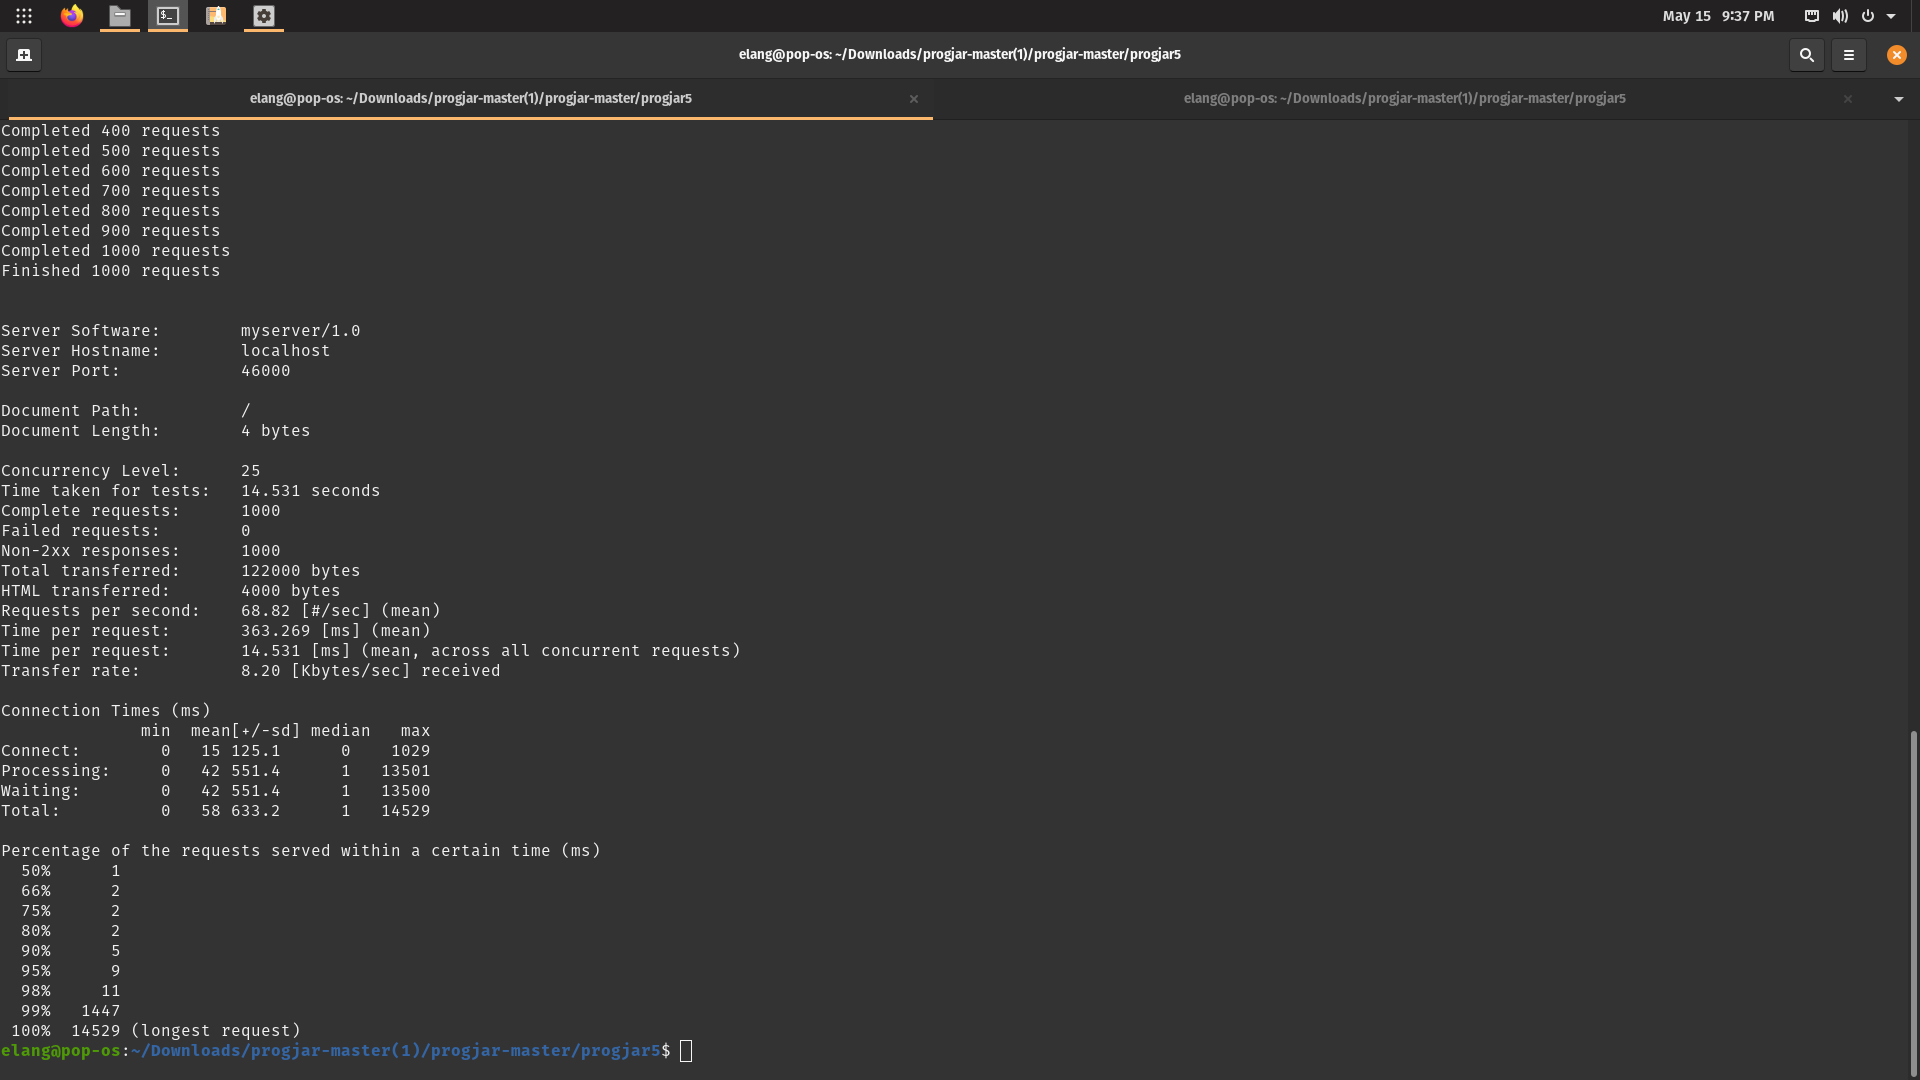 May 15 9:37 PM
elang@pop-os: ~/Downloads/progjar-master(1)/progjar-master/progjar5
elang@pop-os: ~/Downloads/progjar-master(1)/progjar-master/progjar5
elang@pop-os: ~/Downloads/progjar-master(1)/progjar-master/progjar5
Completed 400 requests
Completed 500 requests
Completed 600 requests
Completed 700 requests
Completed 800 requests
Completed 900 requests
Completed 1000 requests
Finished 1000 requests
Server Software:        myserver/1.0
Server Hostname:        localhost
Server Port:            46000
Document Path:          /
Document Length:        4 bytes
Concurrency Level:      25
Time taken for tests:   14.531 seconds
Complete requests:      1000
Failed requests:        0
Non-2xx responses:      1000
Total transferred:      122000 bytes
HTML transferred:       4000 bytes
Requests per second:    68.82 [#/sec] (mean)
Time per request:       363.269 [ms] (mean)
Time per request:       14.531 [ms] (mean, across all concurrent requests)
Transfer rate:          8.20 [Kbytes/sec] received
Connection Times (ms)
              min  mean[+/-sd] median   max
Connect:        0   15 125.1      0    1029
Processing:     0   42 551.4      1   13501
Waiting:        0   42 551.4      1   13500
Total:          0   58 633.2      1   14529
Percentage of the requests served within a certain time (ms)
  50%      1
  66%      2
  75%      2
  80%      2
  90%      5
  95%      9
  98%     11
  99%   1447
 100%  14529 (longest request)
elang@pop-os:~/Downloads/progjar-master(1)/progjar-master/progjar5$